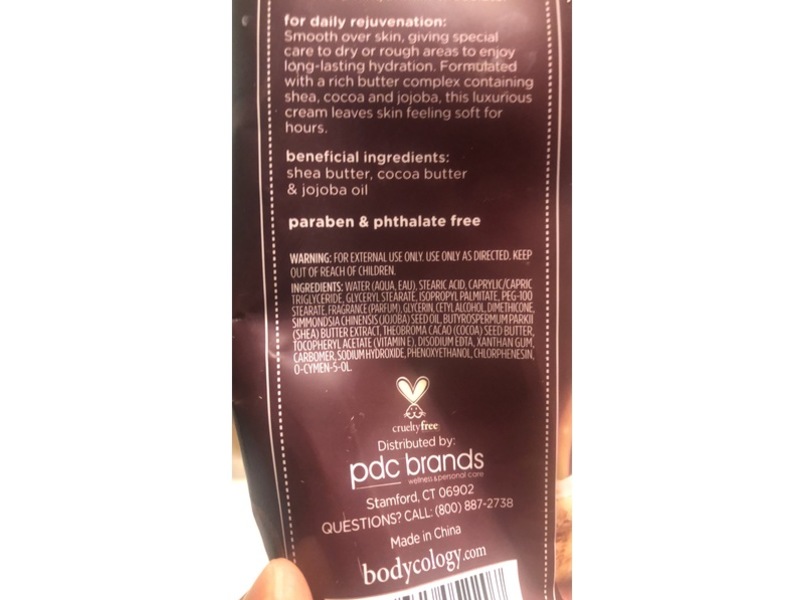 for daily rejuvenation:
Smooth over skin, giving special
care to dry or rough areas to enjoy
long-lasting hydration. Formulated
with a rich butter complex containing
shea, cocoa and jojoba, this luxurious
cream leaves skin feeling soft for
hours.
beneficial ingredients:
shea butter, cocoa butter
& jojoba oil
paraben & phthalate free
WARNING: FOR EXTERNAL USE ONLY. USE ONLY AS DIRECTED. KEEP
OUT OF REACH OF CHILDREN.
INGREDIENTS: WATER (AQUA, EAU), STEARIC ACID, CAPRYLIC/CAPRIC
TRIGLYCERIDE, GLYCERYL STEARATE, ISOPROPYL PALMITATE, PEG-100
STEARATE, FRAGRANCE (PARFUM), GLYCERIN, CETYL ALCOHOL, DIMETHICONE,
SIMMONDSIA CHINENSIS (JOJOBA) SEED OIL, BUTYROSPERMUM PARKII
(SHEA) BUTTER EXTRACT, THEOBROMA CACAO (COCOA) SEED BUTTER,
TOCOPHERYL ACETATE (VITAMIN E), DISODIUM EDTA, XANTHAN GUM,
CARBOMER, SODIUM HYDROXIDE, PHENOXYETHANOL, CHLORPHENESIN,
O-CYMEN-5-OL.
crueltyfree
Distributed by:
pdc brands
wellness & personal care
Stamford, CT 06902
QUESTIONS? CALL: (800) 887-2738
Made in China
bodycology.com